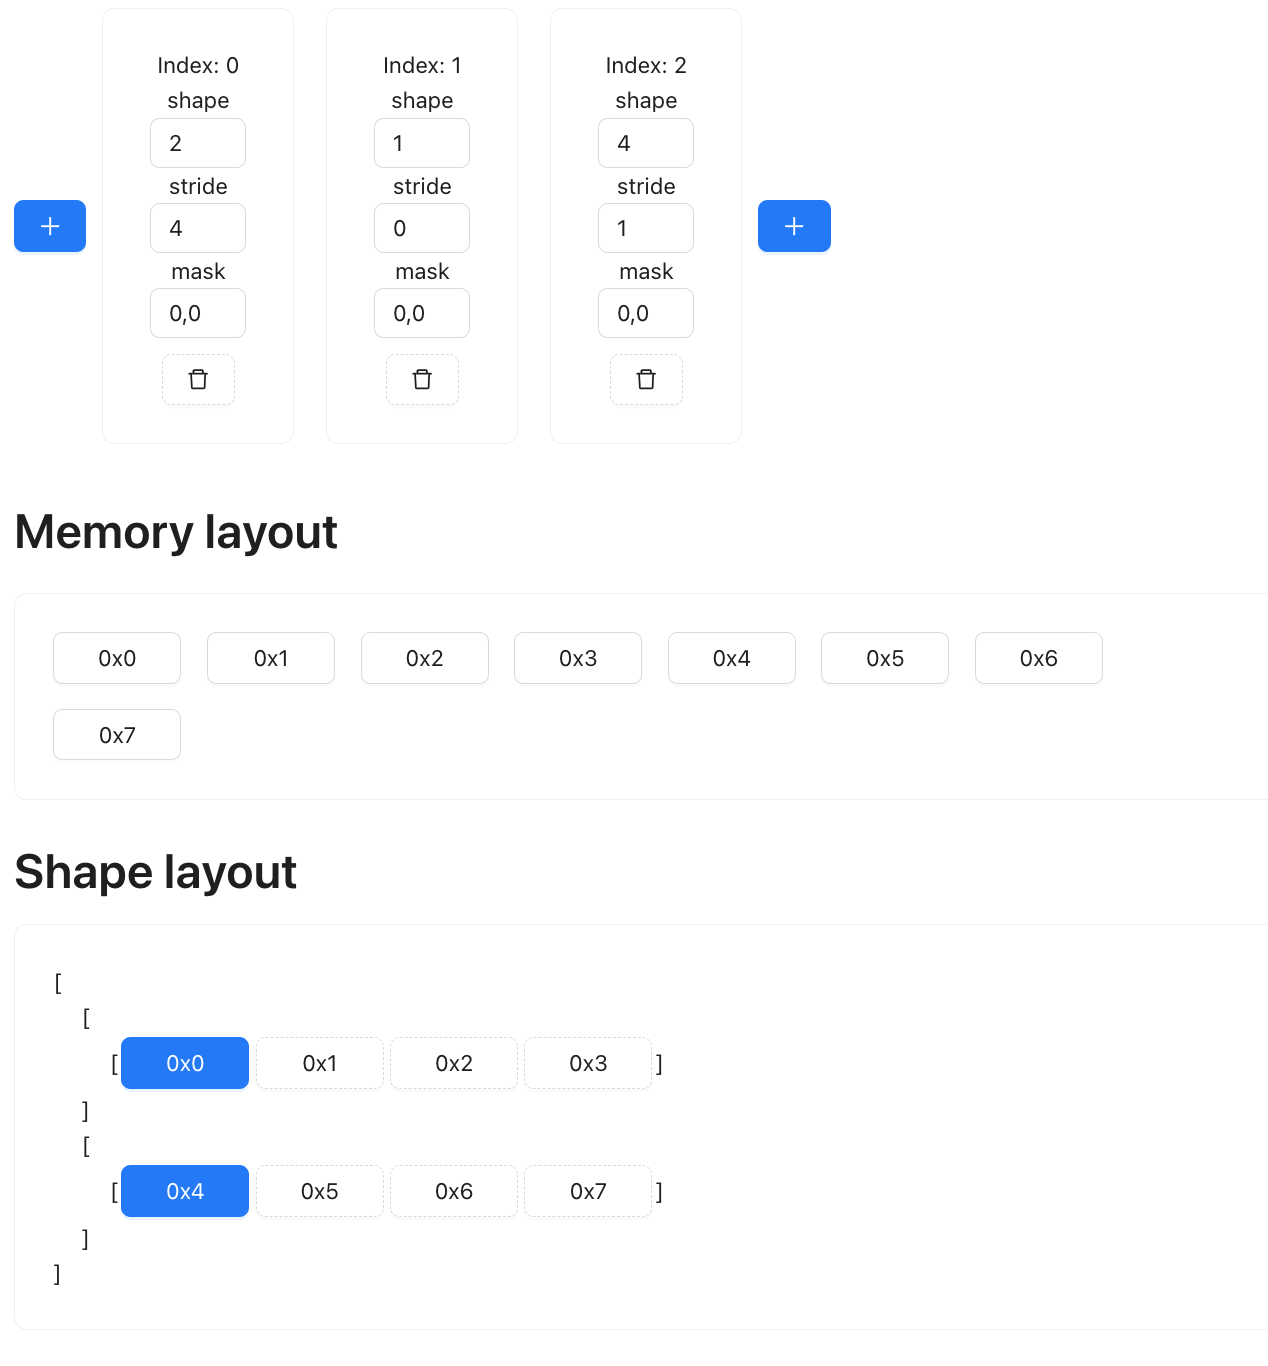 Index: 0 Index: 1 Index: 2
shape shape shape
2 1 4
stride stride stride
+ 4 0 1 +
mask mask mask
0,0 0,0 0,0
Memory layout
0x0 0x1 0x2 0x3 0x4 0x5 0x6
0x7
Shape layout
[
[
[ 0x0 0x1 0x2 0x3 ]
]
[
[ 0x4 0x5 0x6 0x7 ]
]
]